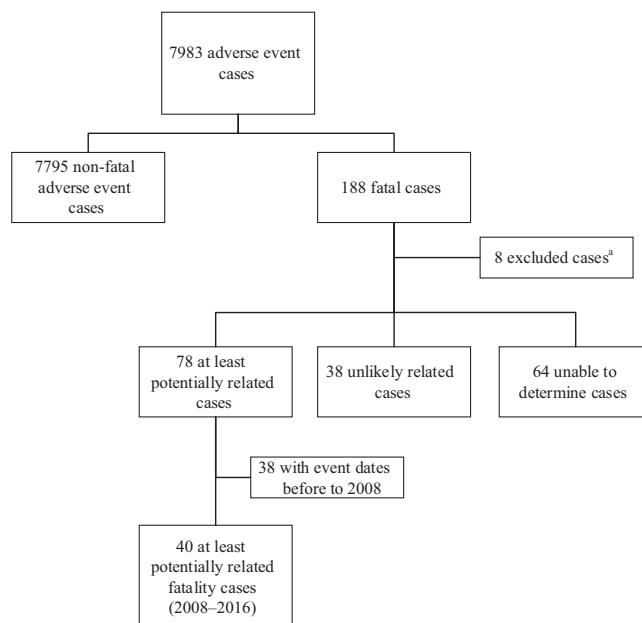 7983 adverse event
cases
7795 non-fatal
adverse event
cases
188 fatal cases
8 excluded casesᵃ
78 at least
potentially related
cases
38 unlikely related
cases
64 unable to
determine cases
38 with event dates
before to 2008
40 at least
potentially related
fatality cases
(2008–2016)